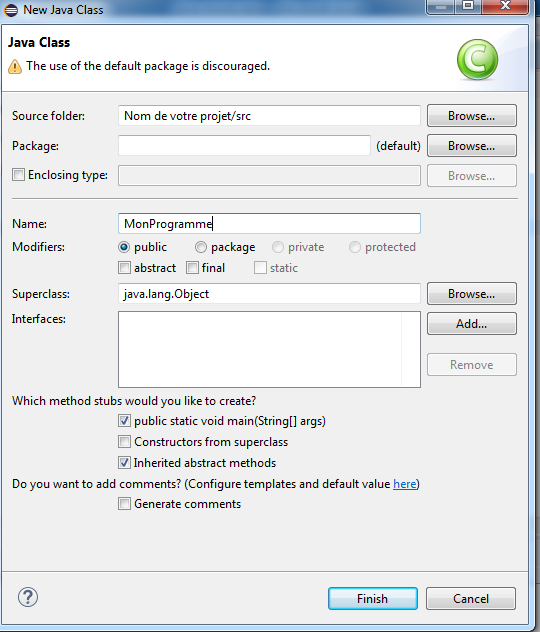 New Java Class
Java Class
The use of the default package is discouraged.
Source folder: Nom de votre projet/src Browse...
Package: (default) Browse...
Enclosing type: Browse...
Name: MonProgramme
Modifiers: public package private protected
abstract final static
Superclass: java.lang.Object Browse...
Interfaces: Add...
Remove
Which method stubs would you like to create?
public static void main(String[] args)
Constructors from superclass
Inherited abstract methods
Do you want to add comments? (Configure templates and default value here)
Generate comments
? Finish Cancel